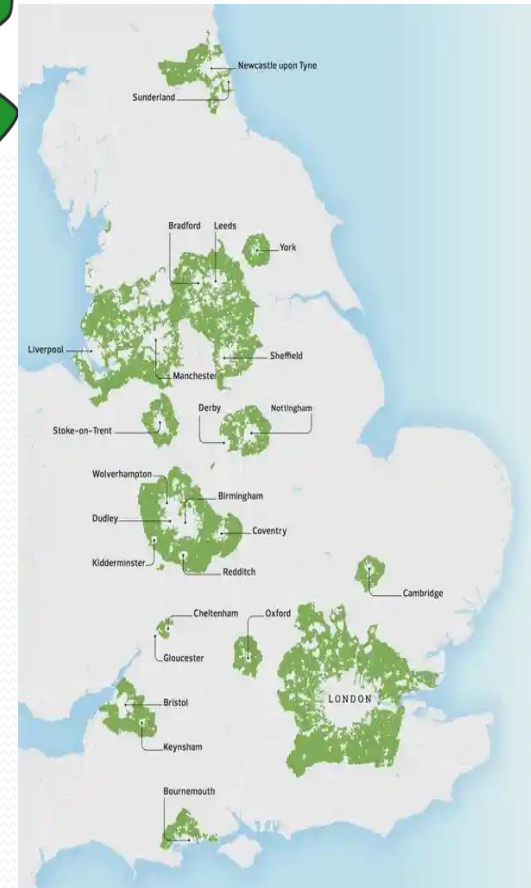 Newcastle upon Tyne
Sunderland
Bradford
Leeds
York
Liverpool
Sheffield
Manchester
Derby
Nottingham
Stoke-on-Trent
Wolverhampton
Birmingham
Dudley
Coventry
Kidderminster
Redditch
Cambridge
Cheltenham
Oxford
Gloucester
LONDON
Bristol
Keynsham
Bournemouth